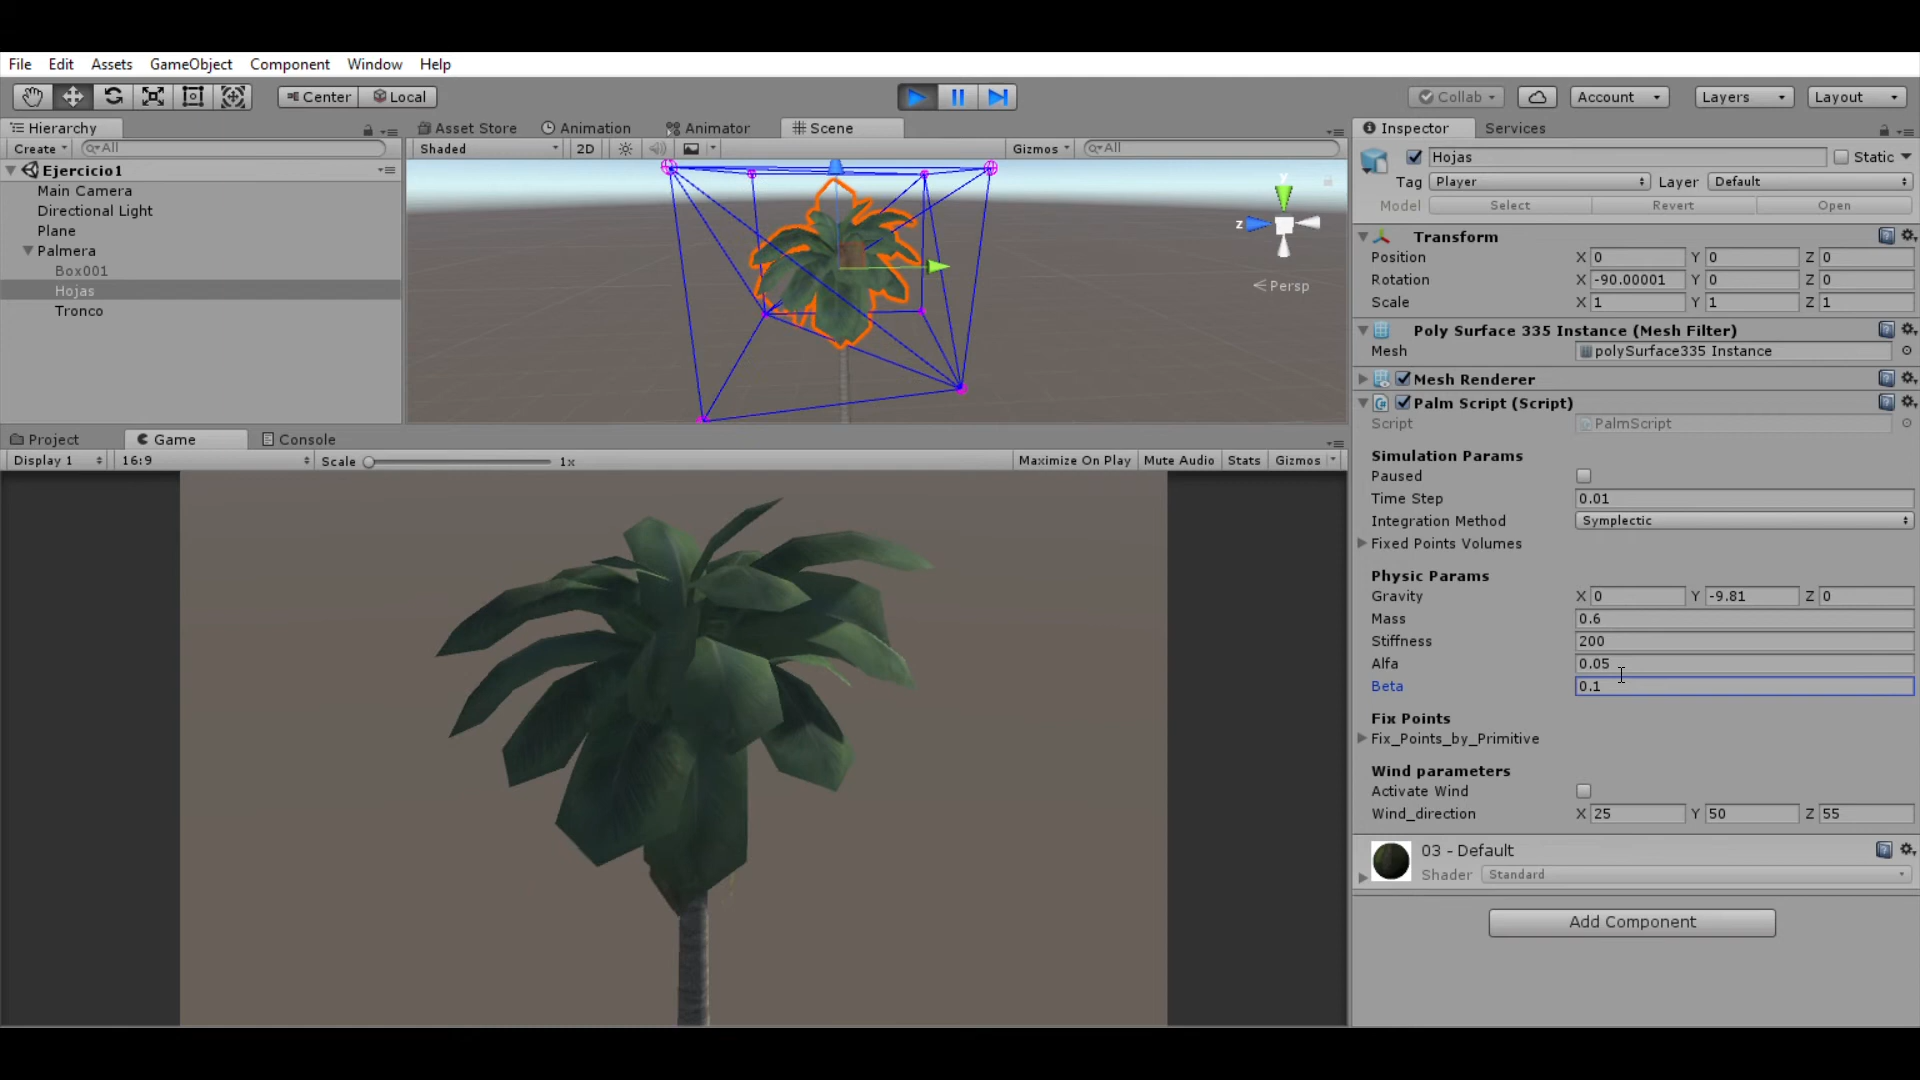 File Edit Assets GameObject Component Window Help
Center Local Collab Account Layers Layout
Hierarchy
Create All
Ejercicio1
Main Camera
Directional Light
Plane
Palmera
Box001
Hojas
Tronco
Asset Store Animation Animator Scene
Shaded 2D Gizmos All
y
z
Persp
Project Game Console
Display 1 16:9 Scale 1x Maximize On Play Mute Audio Stats Gizmos
Inspector Services
Hojas Static
Tag Player Layer Default
Model Select Revert Open
Transform
Position X 0 Y 0 Z 0
Rotation X -90.00001 Y 0 Z 0
Scale X 1 Y 1 Z 1
Poly Surface 335 Instance (Mesh Filter)
Mesh polySurface335 Instance
Mesh Renderer
Palm Script (Script)
Script PalmScript
Simulation Params
Paused
Time Step 0.01
Integration Method Symplectic
Fixed Points Volumes
Physic Params
Gravity X 0 Y -9.81 Z 0
Mass 0.6
Stiffness 200
Alfa 0.05
Beta 0.1
Fix Points
Fix_Points_by_Primitive
Wind parameters
Activate Wind
Wind_direction X 25 Y 50 Z 55
03 - Default
Shader Standard
Add Component